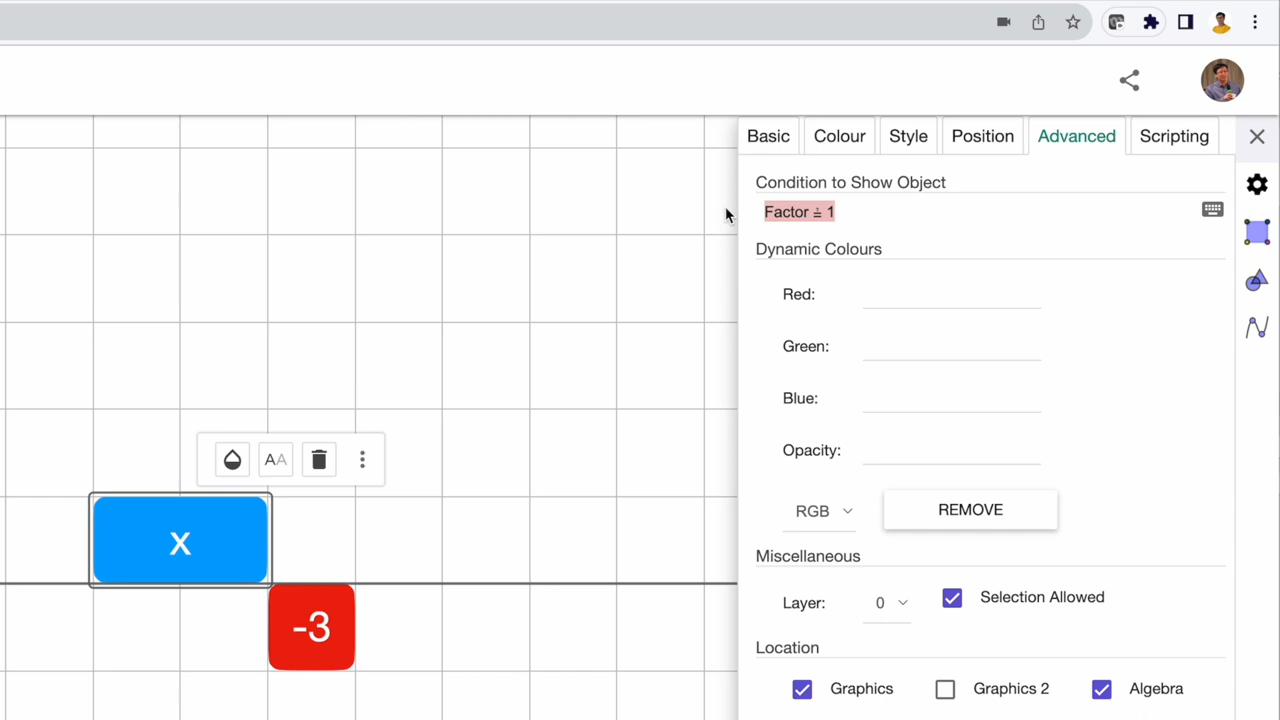 Basic Colour Style Position Advanced Scripting
Condition to Show Object
Factor ≟ 1
Dynamic Colours
Red:
Green:
Blue:
Opacity:
RGB REMOVE
Miscellaneous
Layer: 0 Selection Allowed
Location
Graphics Graphics 2 Algebra
AA
x
-3